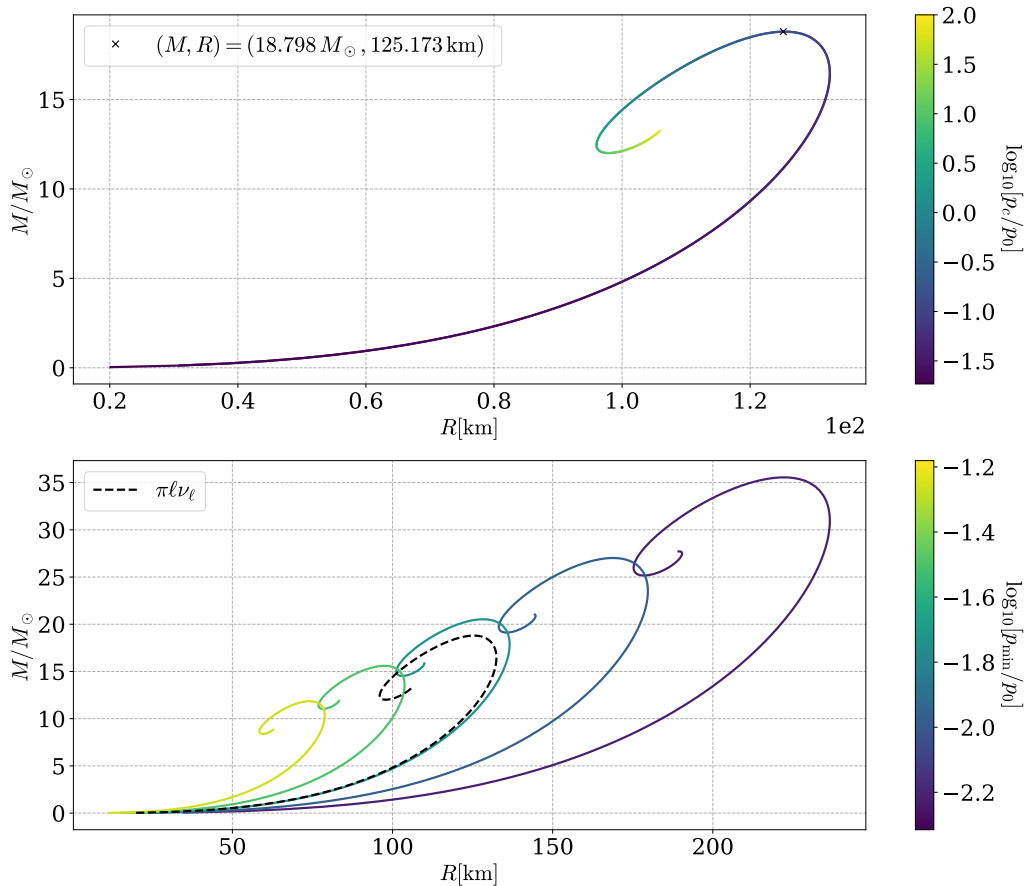 (M, R) = (18.798 M⊙, 125.173 km)
M/M⊙
15
10
5
0
0.2 0.4 0.6 0.8 1.0 1.2
1e2
R[km]
2.0
1.5
1.0
0.5
0.0
−0.5
−1.0
−1.5
log₁₀[p_c/p₀]
πℓν_ℓ
M/M⊙
35
30
25
20
15
10
5
0
50 100 150 200
R[km]
−1.2
−1.4
−1.6
−1.8
−2.0
−2.2
log₁₀[p_min/p₀]